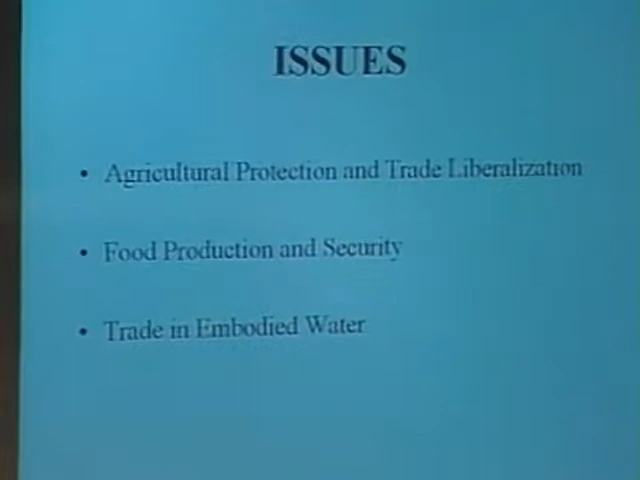 ISSUES
• Agricultural Protection and Trade Liberalization
• Food Production and Security
• Trade in Embodied Water